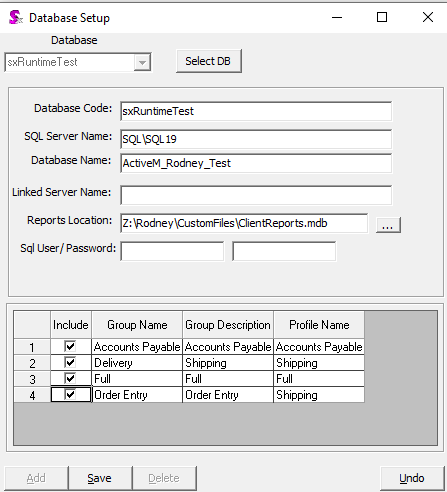 Database Setup
Database
sxRuntimeTest
Select DB
Database Code: sxRuntimeTest
SQL Server Name: SQL\SQL19
Database Name: ActiveM_Rodney_Test
Linked Server Name:
Reports Location: Z:\Rodney\CustomFiles\ClientReports.mdb ...
Sql User/ Password:
Include Group Name Group Description Profile Name
1 Accounts Payable Accounts Payable Accounts Payable
2 Delivery Shipping Shipping
3 Full Full Full
4 Order Entry Order Entry Shipping
Add Save Delete Undo